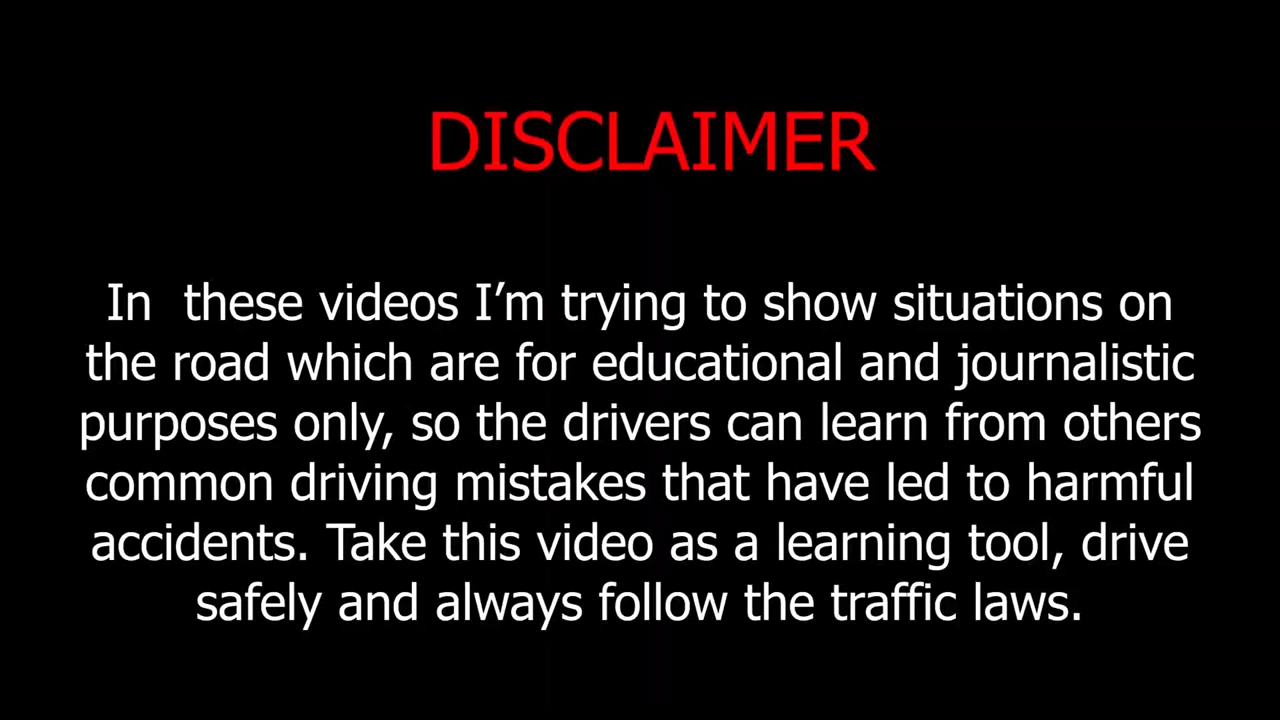 DISCLAIMER
In  these videos I’m trying to show situations on
the road which are for educational and journalistic
purposes only, so the drivers can learn from others
common driving mistakes that have led to harmful
accidents. Take this video as a learning tool, drive
safely and always follow the traffic laws.